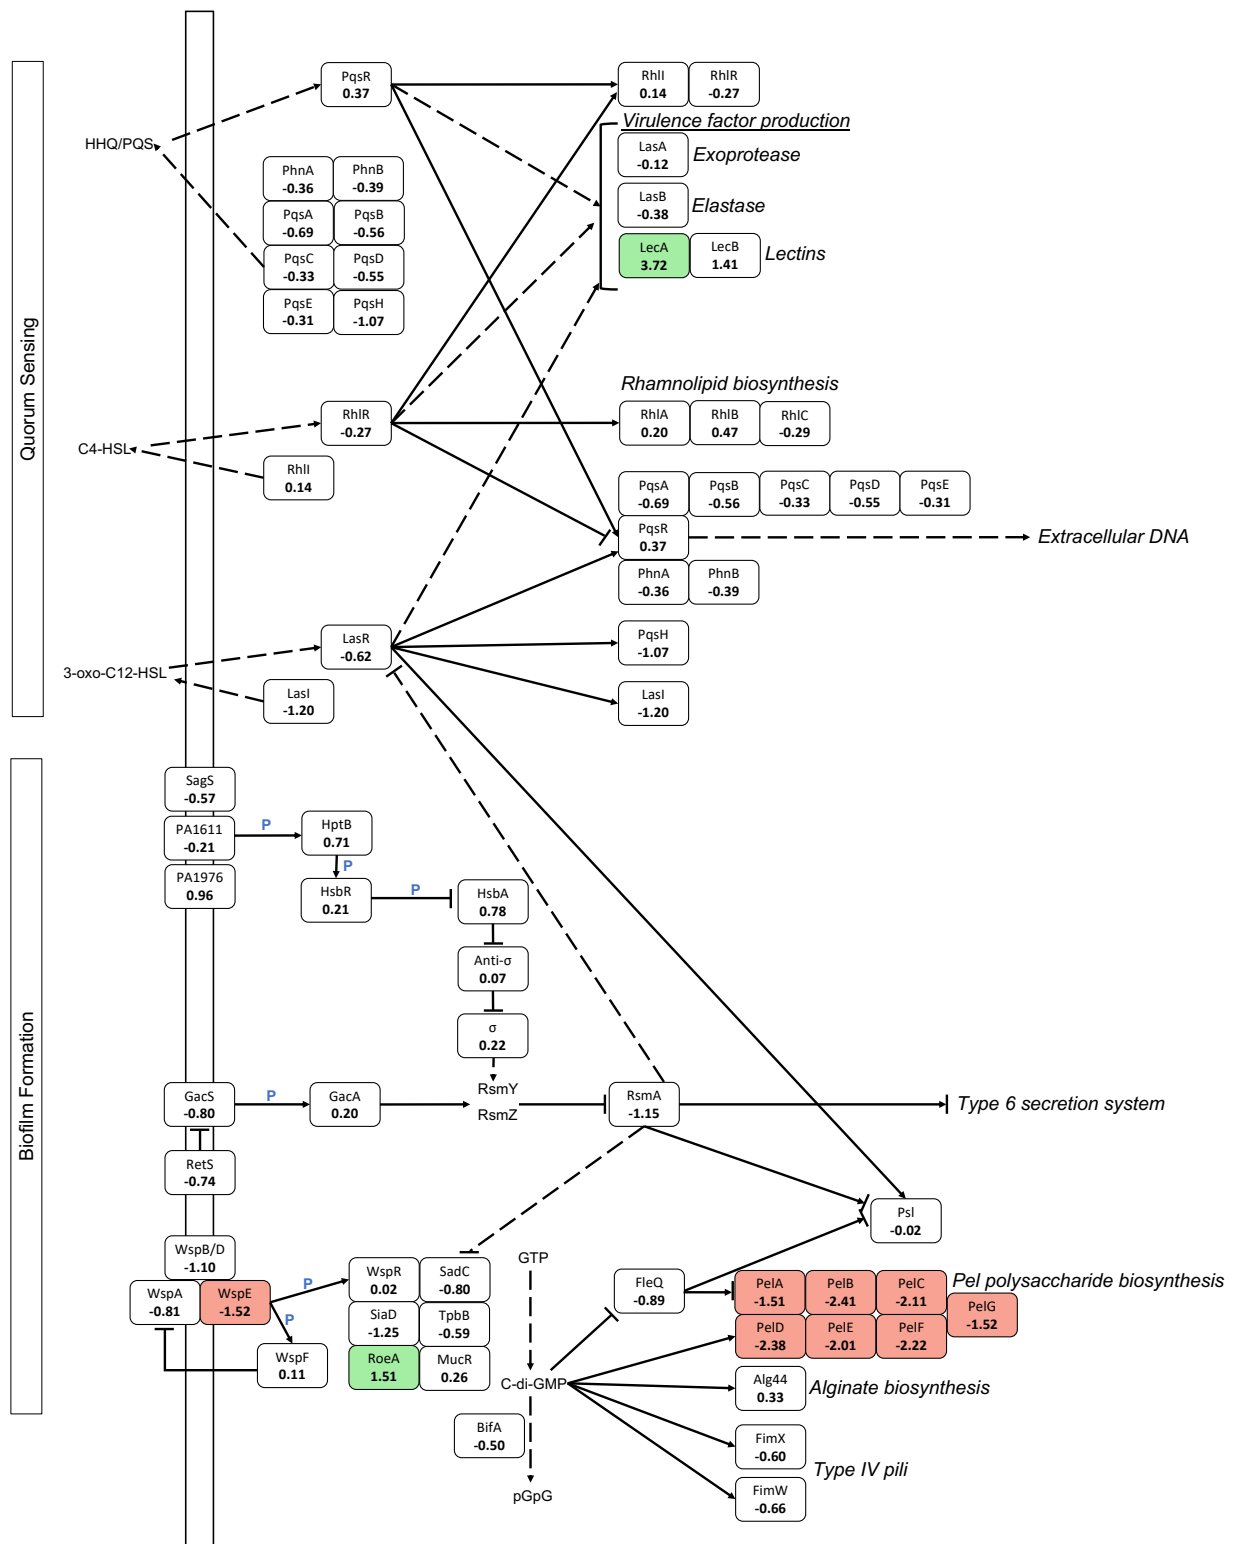 Quorum Sensing
HHQ/PQS
PqsR
0.37
PhnA
-0.36
PhnB
-0.39
PqsA
-0.69
PqsB
-0.56
PqsC
-0.33
PqsD
-0.55
PqsE
-0.31
PqsH
-1.07
RhlI
0.14
RhlR
-0.27
Virulence factor production
LasA
-0.12
Exoprotease
LasB
-0.38
Elastase
LecA
3.72
LecB
1.41
Lectins
C4-HSL
RhlR
-0.27
RhlI
0.14
Rhamnolipid biosynthesis
RhlA
0.20
RhlB
0.47
RhlC
-0.29
PqsA
-0.69
PqsB
-0.56
PqsC
-0.33
PqsD
-0.55
PqsE
-0.31
PqsR
0.37
Extracellular DNA
PhnA
-0.36
PhnB
-0.39
3-oxo-C12-HSL
LasR
-0.62
LasI
-1.20
PqsH
-1.07
LasI
-1.20
Biofilm Formation
SagS
-0.57
PA1611
-0.21
PA1976
0.96
P
HptB
0.71
P
HsbR
0.21
P
HsbA
0.78
Anti-σ
0.07
σ
0.22
GacS
-0.80
P
GacA
0.20
RsmY
RsmZ
RsmA
-1.15
Type 6 secretion system
RetS
-0.74
Psl
-0.02
WspB/D
-1.10
WspA
-0.81
WspE
-1.52
P
P
WspF
0.11
WspR
0.02
SadC
-0.80
SiaD
-1.25
TpbB
-0.59
RoeA
1.51
MucR
0.26
GTP
C-di-GMP
BifA
-0.50
pGpG
FleQ
-0.89
PelA
-1.51
PelB
-2.41
PelC
-2.11
Pel polysaccharide biosynthesis
PelG
-1.52
PelD
-2.38
PelE
-2.01
PelF
-2.22
Alg44
0.33
Alginate biosynthesis
FimX
-0.60
Type IV pili
FimW
-0.66